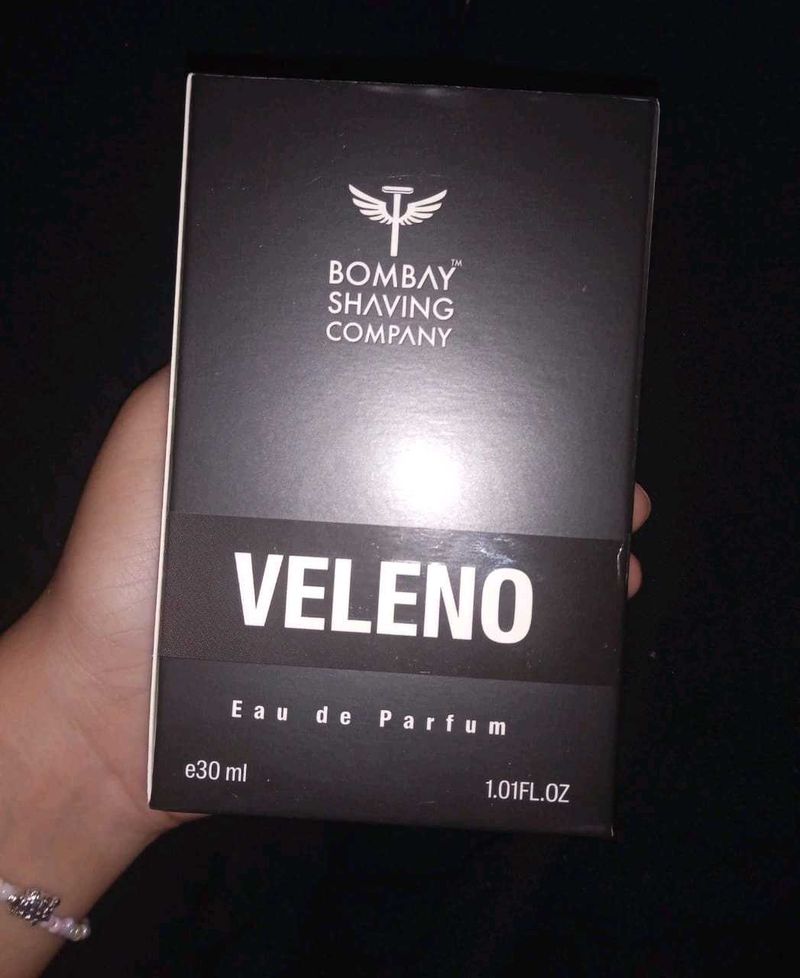 BOMBAY™
SHAVING
COMPANY
VELENO
Eau de Parfum
e30 ml
1.01FL.OZ